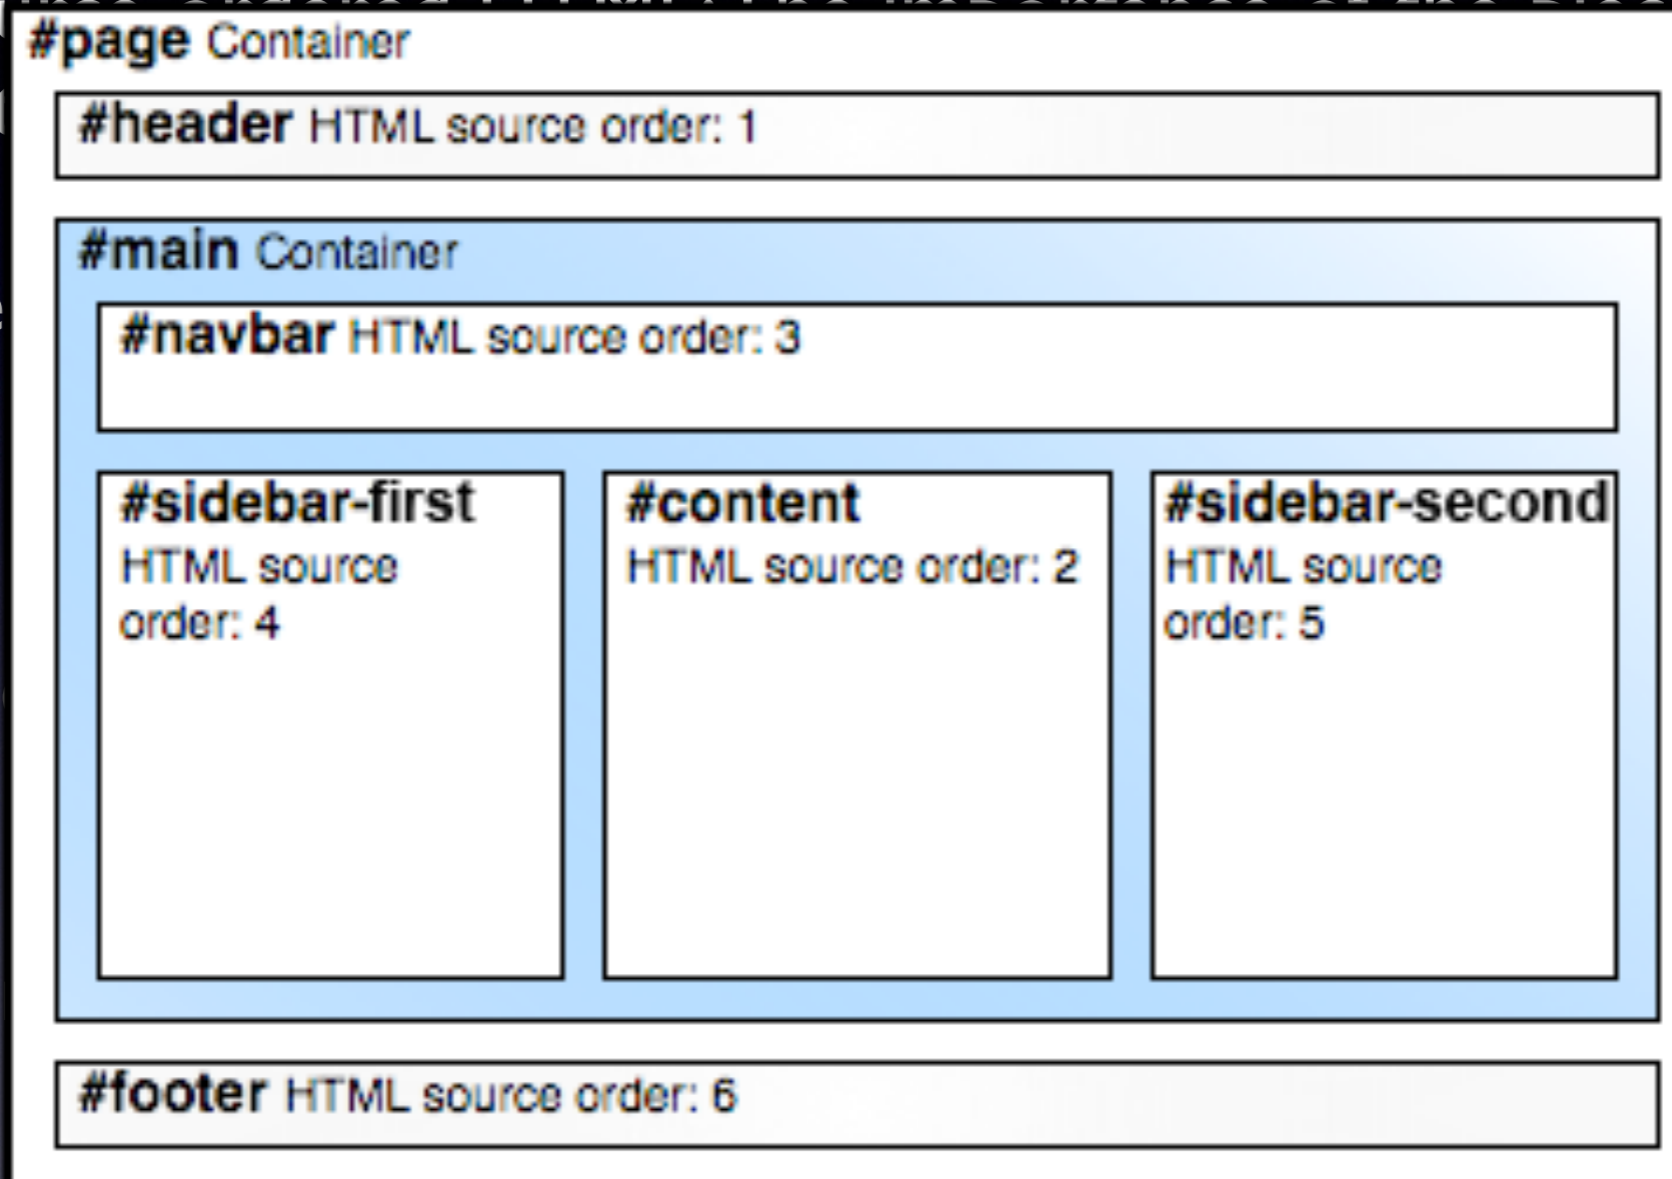 #page Container
#header HTML source order: 1
#main Container
#navbar HTML source order: 3
#sidebar-first
HTML source
order: 4
#content
HTML source order: 2
#sidebar-second
HTML source
order: 5
#footer HTML source order: 6